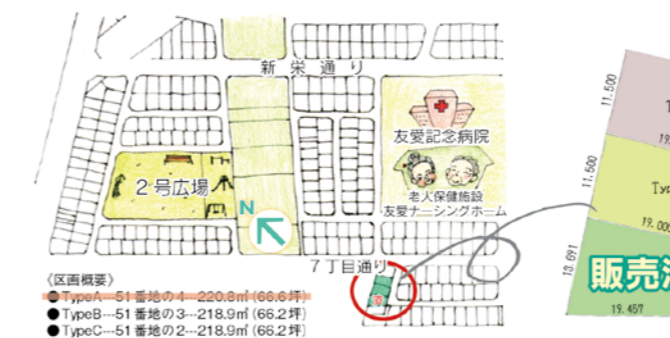 新栄通り
友愛記念病院
老人保健施設
友愛ナーシングホーム
2号広場
N
7丁目通り
《区画概要》
●TypeA---51番地の4---220.8㎡(66.6坪)
●TypeB---51番地の3---218.9㎡(66.2坪)
●TypeC---51番地の2---218.9㎡(66.2坪)
11.500
11.500
19.00
13.691
販売済
19.457